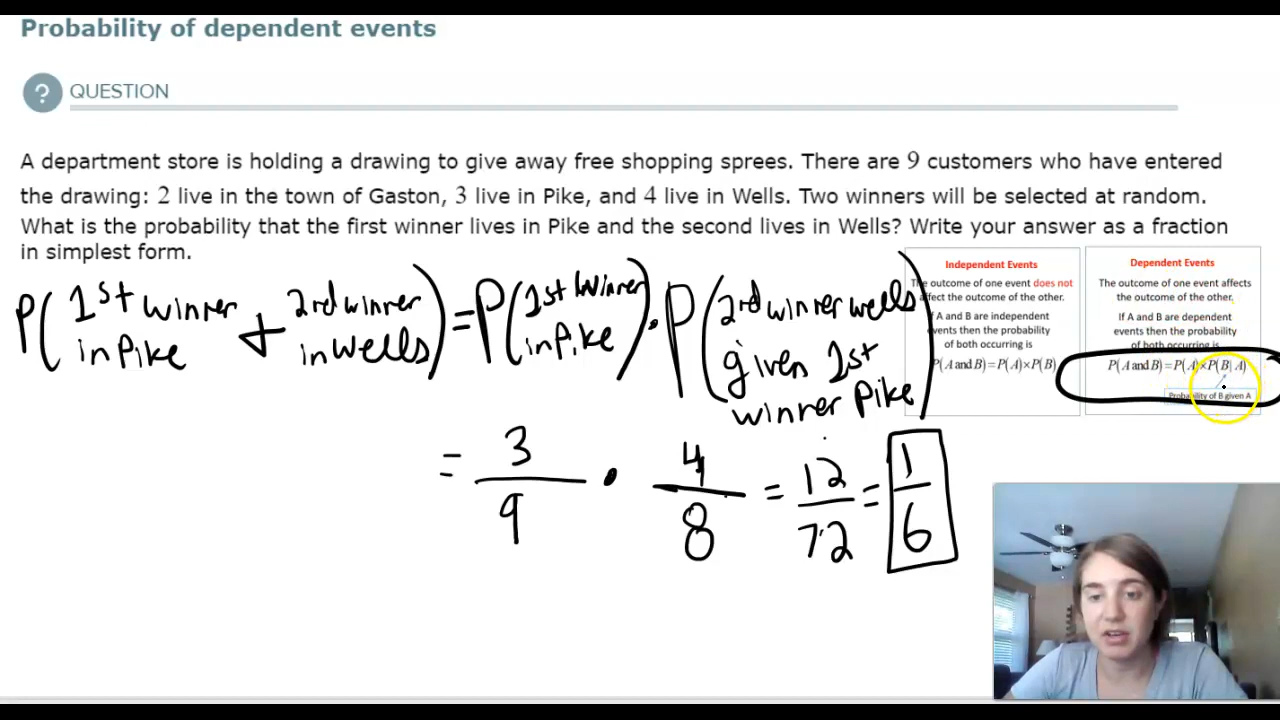 Probability of dependent events
? QUESTION
A department store is holding a drawing to give away free shopping sprees. There are 9 customers who have entered
the drawing: 2 live in the town of Gaston, 3 live in Pike, and 4 live in Wells. Two winners will be selected at random.
What is the probability that the first winner lives in Pike and the second lives in Wells? Write your answer as a fraction
in simplest form.
P(1st winner in Pike + 2nd winner in Wells) = P(1st winner in Pike) · P(2nd winner wells given 1st winner Pike)
= 3/9 · 4/8 = 12/72 = 1/6
Independent Events
The outcome of one event does not
affect the outcome of the other.
If A and B are independent
events then the probability
of both occurring is
P(A and B)=P(A)×P(B)
Dependent Events
The outcome of one event affects
the outcome of the other.
If A and B are dependent
events then the probability
of both occurring is
P(A and B)=P(A)×P(B|A)
Probability of B given A